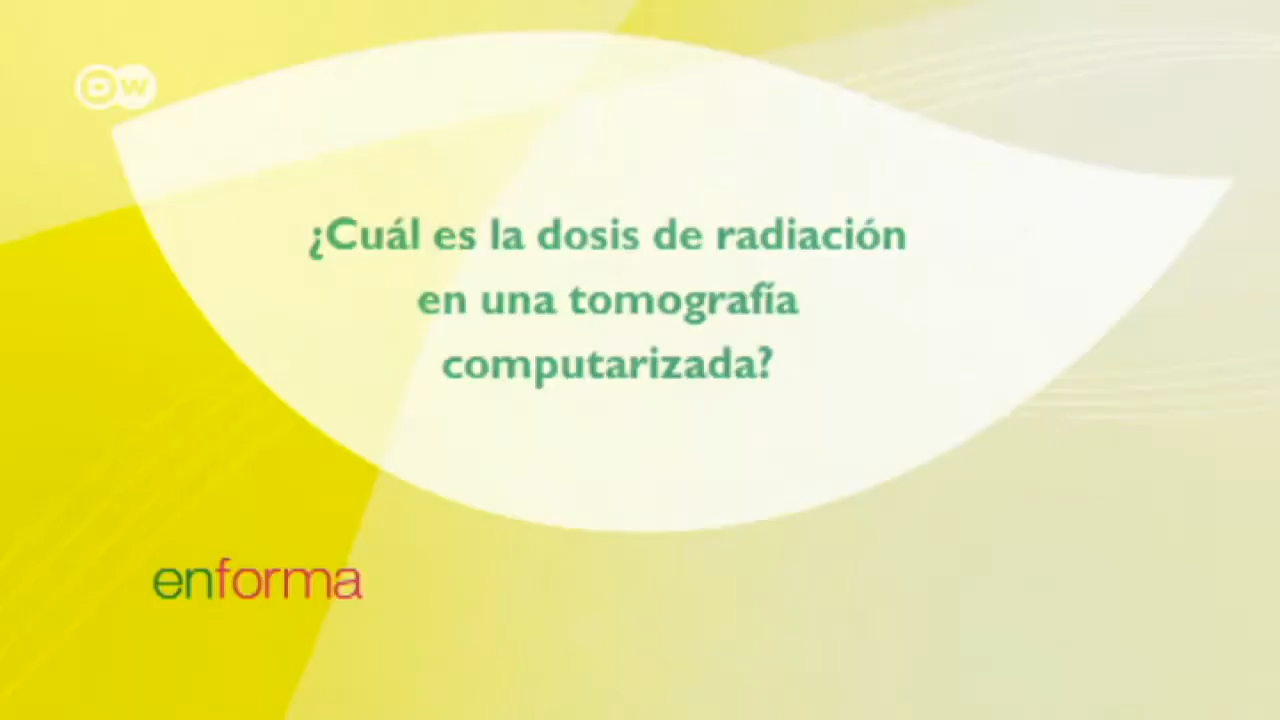 DW
¿Cuál es la dosis de radiación
en una tomografía
computarizada?
enforma